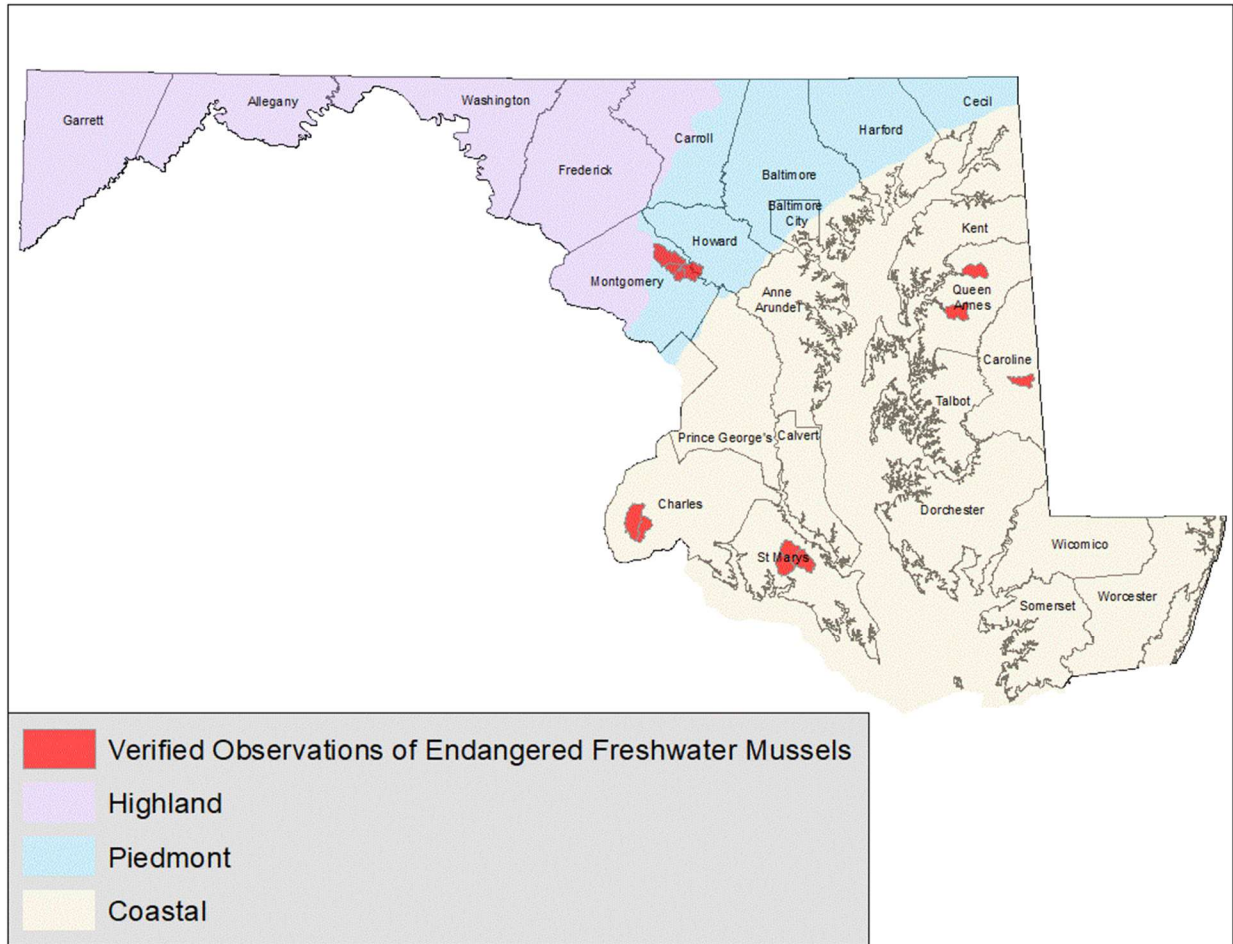 Garrett
Allegany
Washington
Frederick
Carroll
Baltimore
Harford
Cecil
Baltimore
City
Howard
Montgomery
Kent
Queen
Annes
Anne
Arundel
Caroline
Talbot
Prince George's
Calvert
Charles
St Marys
Dorchester
Wicomico
Somerset
Worcester
Verified Observations of Endangered Freshwater Mussels
Highland
Piedmont
Coastal